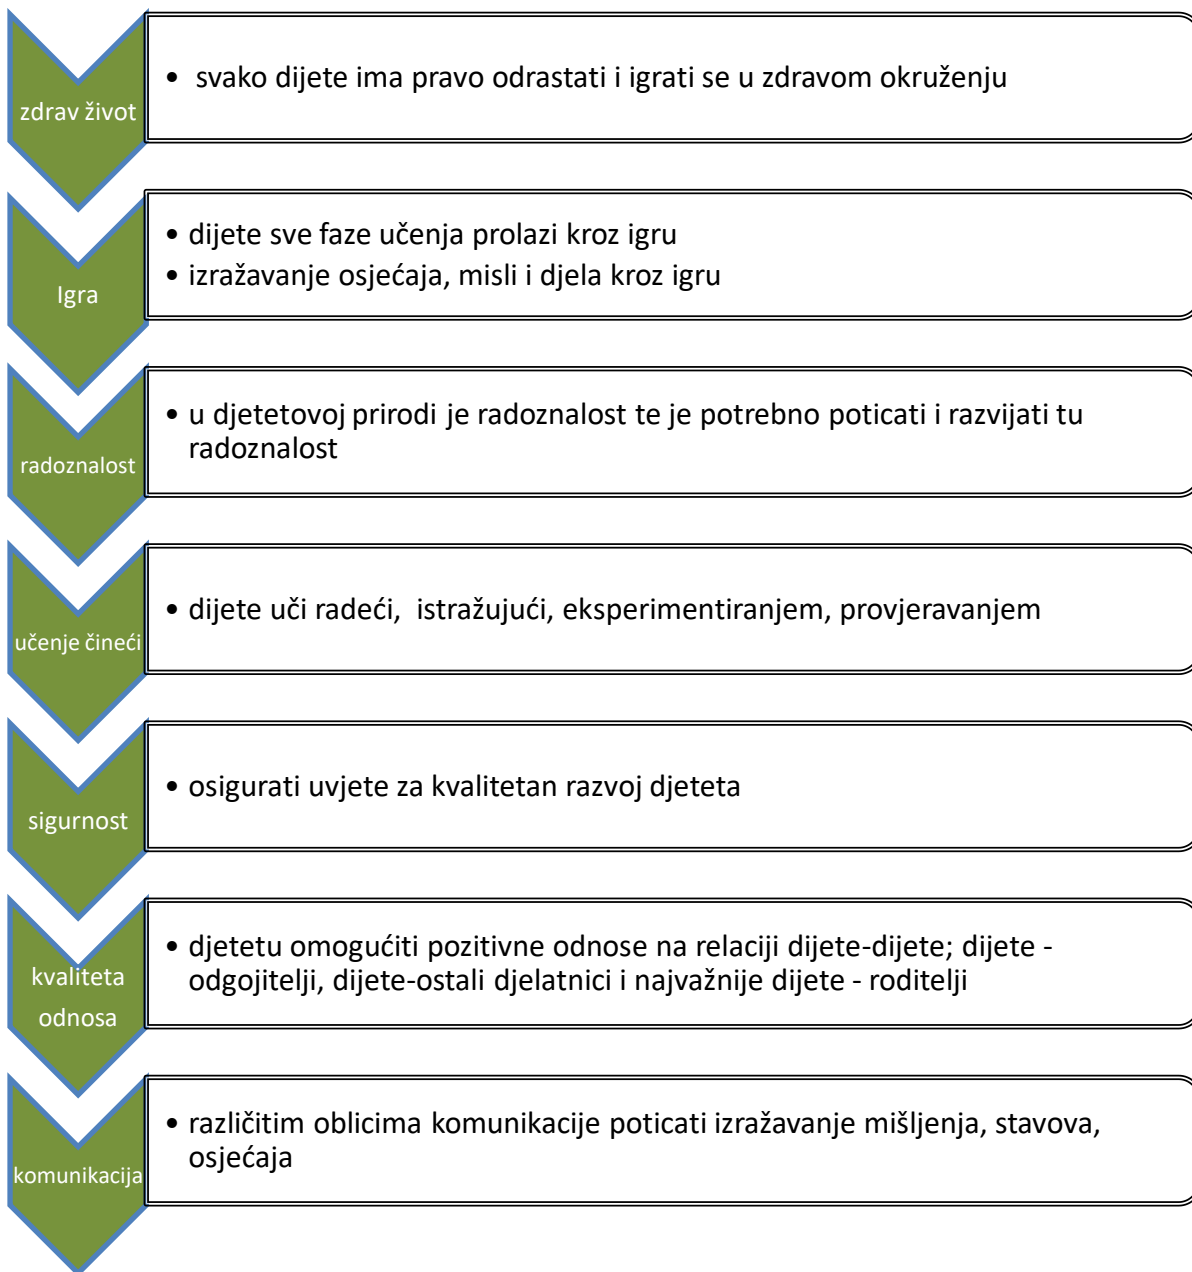 zdrav život
• svako dijete ima pravo odrastati i igrati se u zdravom okruženju
Igra
• dijete sve faze učenja prolazi kroz igru
• izražavanje osjećaja, misli i djela kroz igru
radoznalost
• u djetetovoj prirodi je radoznalost te je potrebno poticati i razvijati tu
radoznalost
učenje čineći
• dijete uči radeći, istražujući, eksperimentiranjem, provjeravanjem
sigurnost
• osigurati uvjete za kvalitetan razvoj djeteta
kvaliteta
odnosa
• djetetu omogućiti pozitivne odnose na relaciji dijete-dijete; dijete -
odgojitelji, dijete-ostali djelatnici i najvažnije dijete - roditelji
komunikacija
• različitim oblicima komunikacije poticati izražavanje mišljenja, stavova,
osjećaja